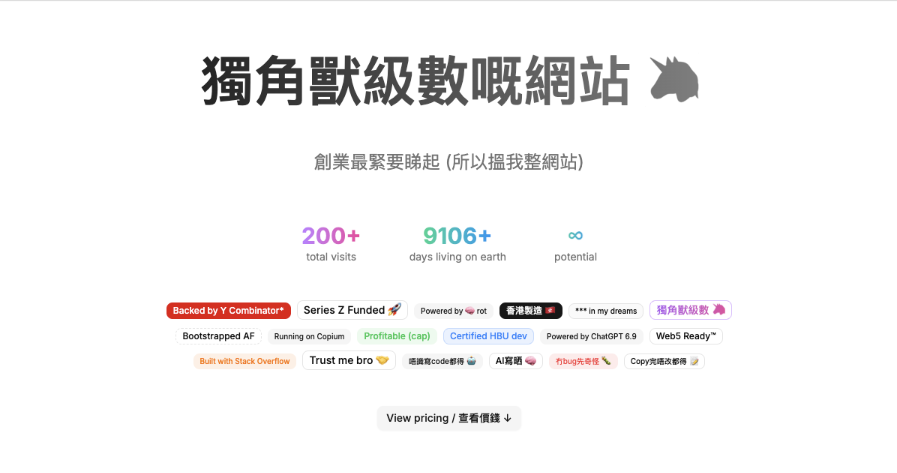 獨角獸級數嘅網站 🦄
創業最緊要睇起 (所以搵我整網站)
200+ 9106+ ∞
total visits days living on earth potential
Backed by Y Combinator* Series Z Funded 🚀 Powered by 🧠 rot 香港製造 🇭🇰 *** in my dreams 獨角獸級數 🦄
Bootstrapped AF Running on Copium Profitable (cap) Certified HBU dev Powered by ChatGPT 6.9 Web5 Ready™
Built with Stack Overflow Trust me bro 🤝 唔識寫code都得 🍵 AI寫晒 🧠 冇bug先奇怪 🐛 Copy完唔改都得 📝
View pricing / 查看價錢 ↓